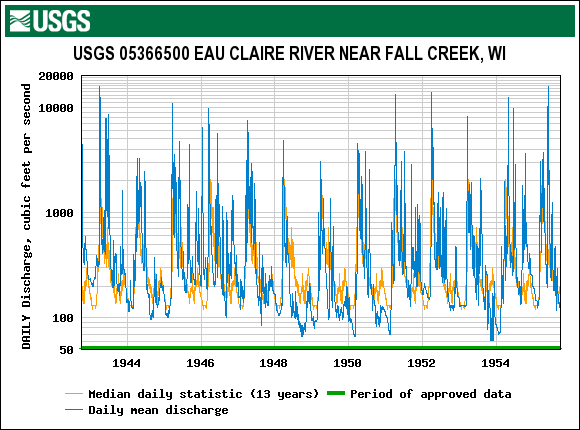 USGS
USGS 05366500 EAU CLAIRE RIVER NEAR FALL CREEK, WI
DAILY Discharge, cubic feet per second
20000
10000
1000
100
50
1944 1946 1948 1950 1952 1954
Median daily statistic (13 years) Period of approved data
Daily mean discharge